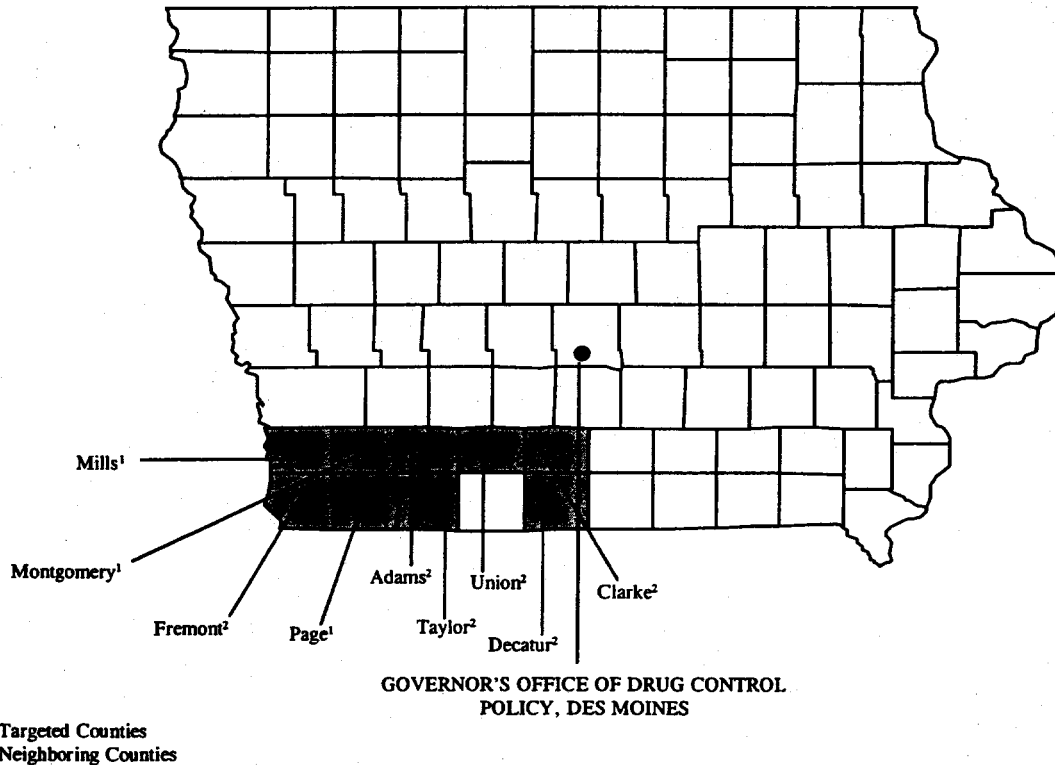 Mills¹
Montgomery¹
Fremont²
Page¹
Adams²
Taylor²
Union²
Decatur²
Clarke²
GOVERNOR'S OFFICE OF DRUG CONTROL
POLICY, DES MOINES
Targeted Counties
Neighboring Counties